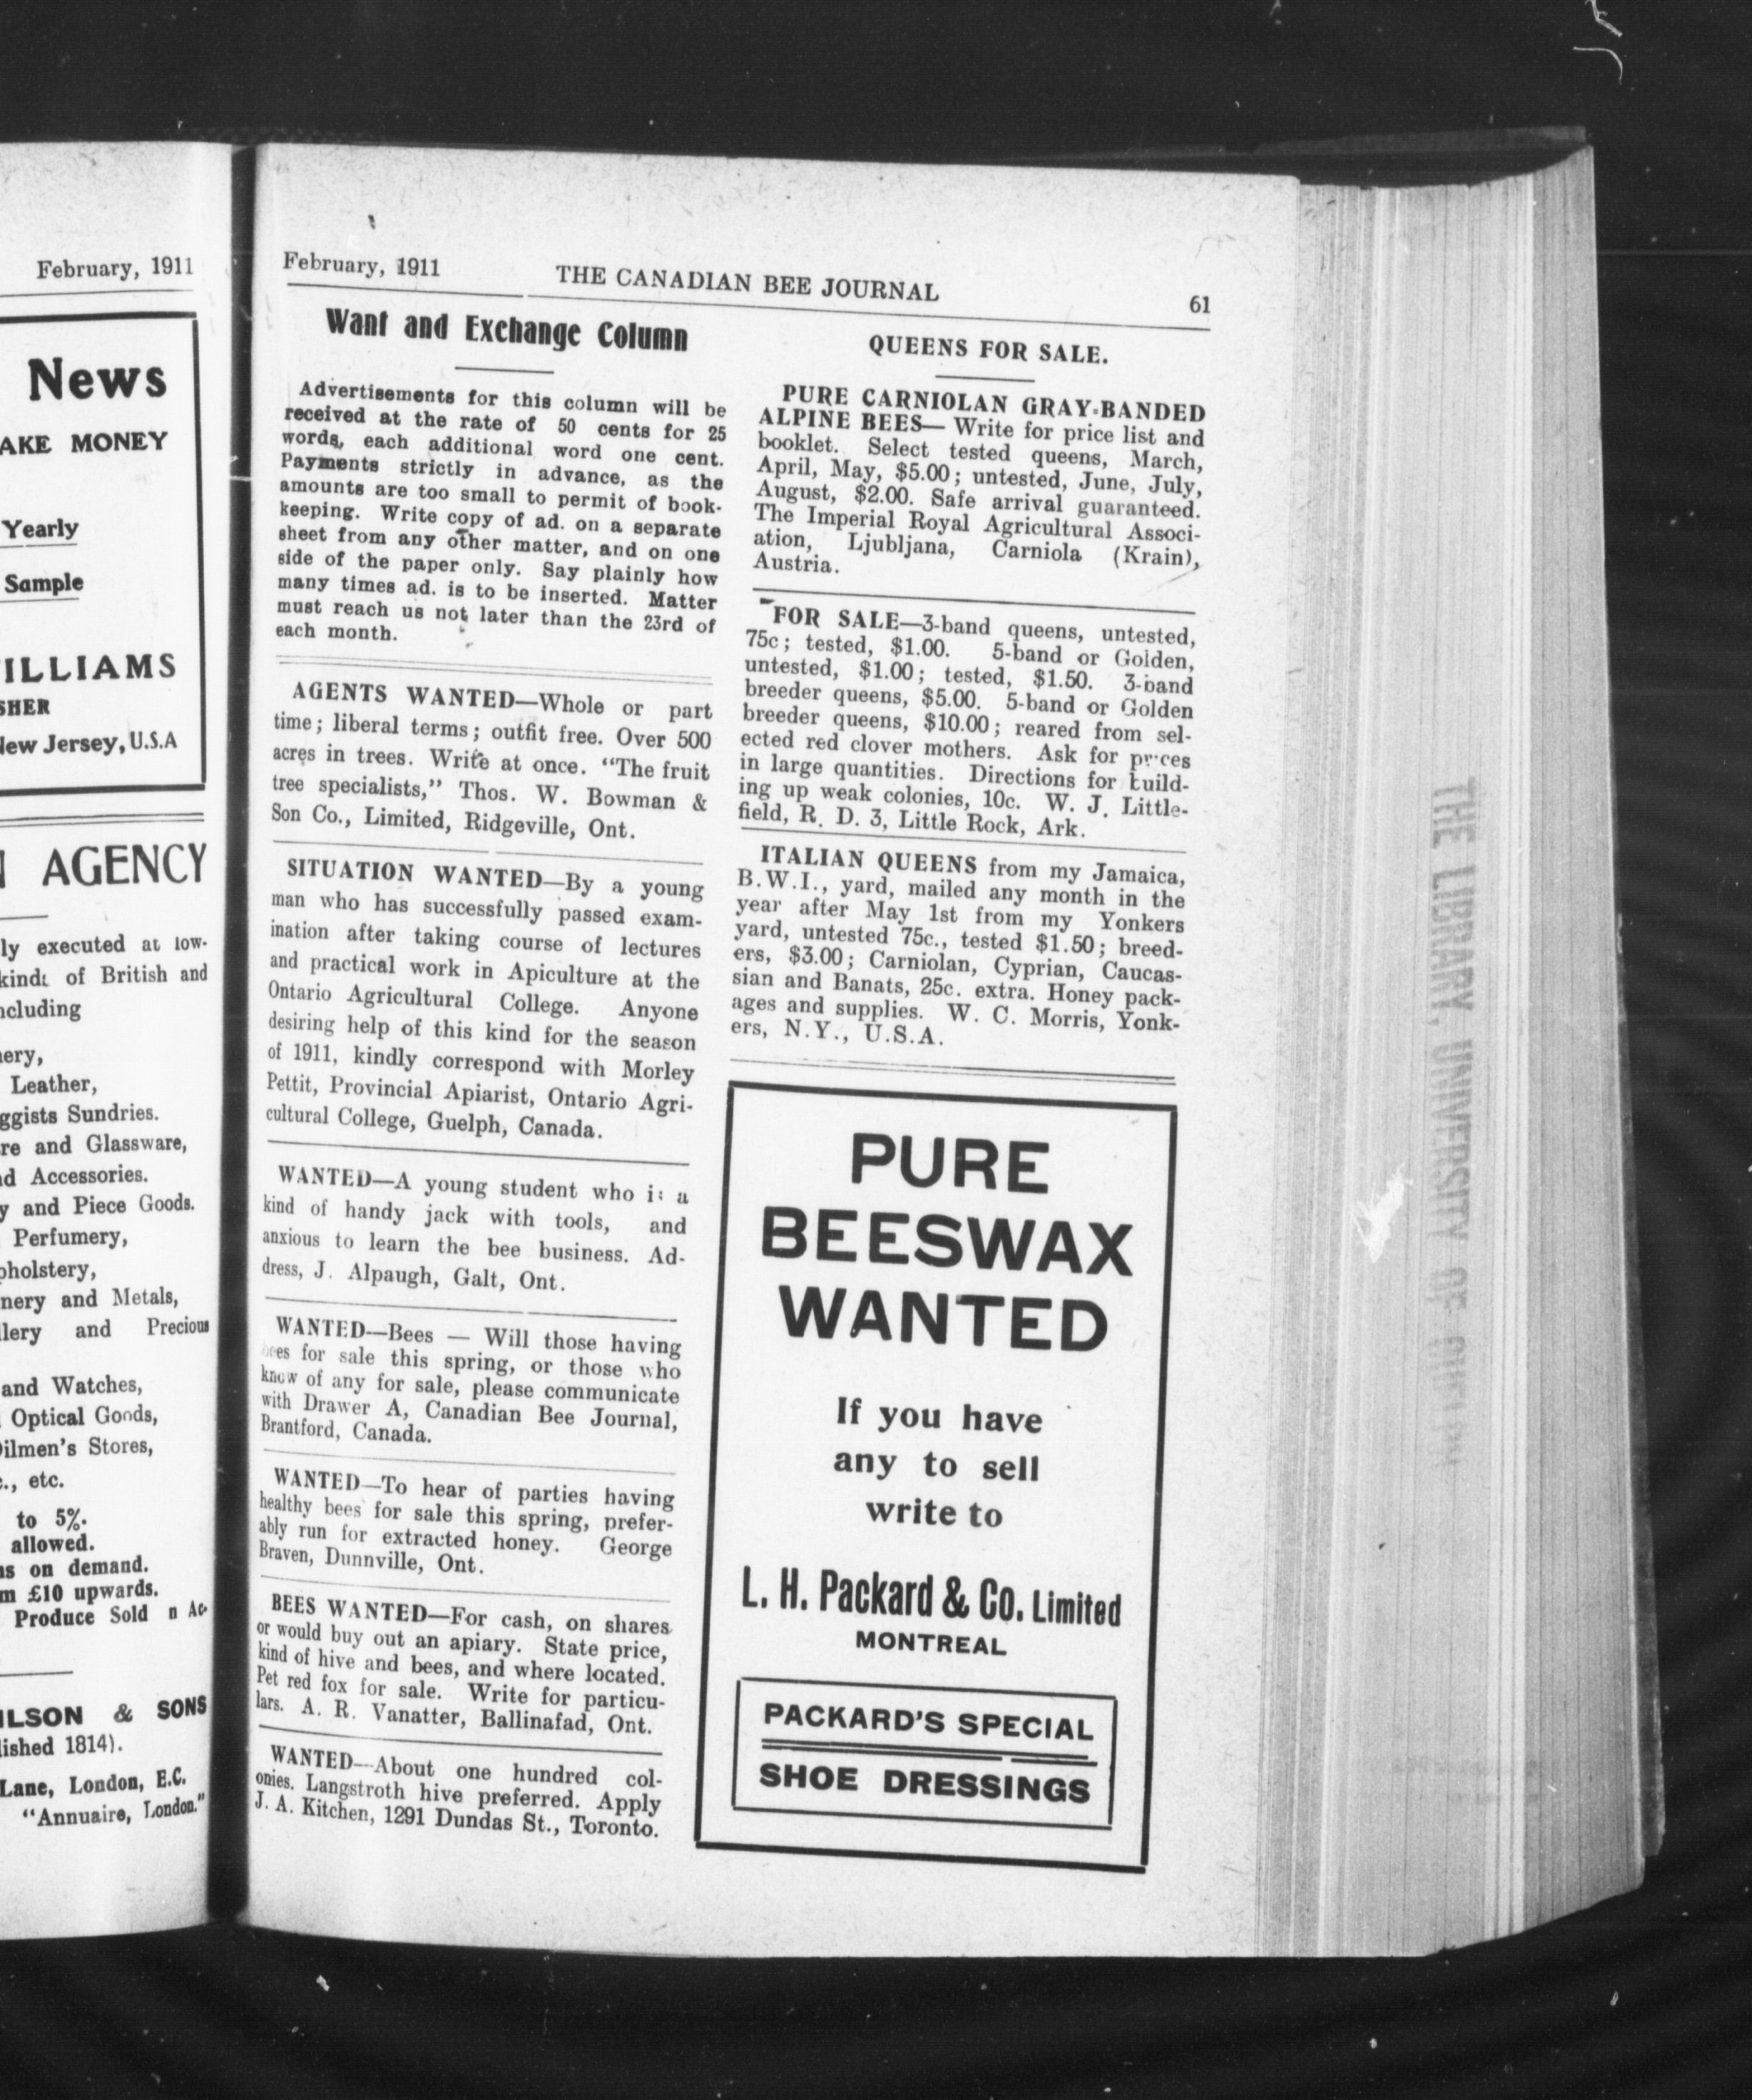 February, 1911
News
AKE MONEY
Yearly
Sample
ILLIAMS
SHER
New Jersey, U.S.A
AGENCY
ly executed at low-
of British and
ncluding
nery,
Leather,
ggists Sundries.
re and Glassware,
nd Accessories.
y and Piece Goods.
Perfumery,
pholstery,
nery and Metals,
llery and Precious
and Watches,
Optical Goods,
Oilmen's Stores,
c., etc.
to 5%.
allowed.
ns on demand.
m £10 upwards.
Produce Sold n Ac-
ILSON & SONS
lished 1814).
Lane, London, E.C.
"Annuaire, London."
February, 1911
THE CANADIAN BEE JOURNAL
61
Want and Exchange Column
Advertisements for this column will be
received at the rate of 50 cents for 25
words, each additional word one cent.
Payments strictly in advance, as the
amounts are too small to permit of book-
keeping. Write copy of ad. on a separate
sheet from any other matter, and on one
side of the paper only. Say plainly how
many times ad. is to be inserted. Matter
must reach us not later than the 23rd of
each month.
AGENTS WANTED—Whole or part
time; liberal terms; outfit free. Over 500
acres in trees. Write at once. "The fruit
tree specialists," Thos. W. Bowman &
Son Co., Limited, Ridgeville, Ont.
SITUATION WANTED—By a young
man who has successfully passed exam-
ination after taking course of lectures
and practical work in Apiculture at the
Ontario Agricultural College. Anyone
desiring help of this kind for the season
of 1911, kindly correspond with Morley
Pettit, Provincial Apiarist, Ontario Agri-
cultural College, Guelph, Canada.
WANTED—A young student who is a
kind of handy jack with tools, and
anxious to learn the bee business. Ad-
dress, J. Alpaugh, Galt, Ont.
WANTED—Bees — Will those having
bees for sale this spring, or those who
know of any for sale, please communicate
with Drawer A, Canadian Bee Journal,
Brantford, Canada.
WANTED—To hear of parties having
healthy bees for sale this spring, prefer-
ably run for extracted honey. George
Braven, Dunnville, Ont.
BEES WANTED—For cash, on shares
or would buy out an apiary. State price,
kind of hive and bees, and where located.
Pet red fox for sale. Write for particu-
lars. A. R. Vanatter, Ballinafad, Ont.
WANTED—About one hundred col-
onies. Langstroth hive preferred. Apply
J. A. Kitchen, 1291 Dundas St., Toronto.
QUEENS FOR SALE.
PURE CARNIOLAN GRAY-BANDED
ALPINE BEES— Write for price list and
booklet. Select tested queens, March,
April, May, $5.00; untested, June, July,
August, $2.00. Safe arrival guaranteed.
The Imperial Royal Agricultural Associ-
ation, Ljubljana, Carniola (Krain),
Austria.
FOR SALE—3-band queens, untested,
75c; tested, $1.00. 5-band or Golden,
untested, $1.00; tested, $1.50. 3-band
breeder queens, $5.00. 5-band or Golden
breeder queens, $10.00; reared from sel-
ected red clover mothers. Ask for prices
in large quantities. Directions for build-
ing up weak colonies, 10c. W. J. Little-
field, R. D. 3, Little Rock, Ark.
ITALIAN QUEENS from my Jamaica,
B.W.I., yard, mailed any month in the
year after May 1st from my Yonkers
yard, untested 75c., tested $1.50; breed-
ers, $3.00; Carniolan, Cyprian, Caucas-
sian and Banats, 25c. extra. Honey pack-
ages and supplies. W. C. Morris, Yonk-
ers, N.Y., U.S.A.
PURE
BEESWAX
WANTED
If you have
any to sell
write to
L. H. Packard & Co. Limited
MONTREAL
PACKARD'S SPECIAL
SHOE DRESSINGS
THE LIBRARY, UNIVERSITY OF